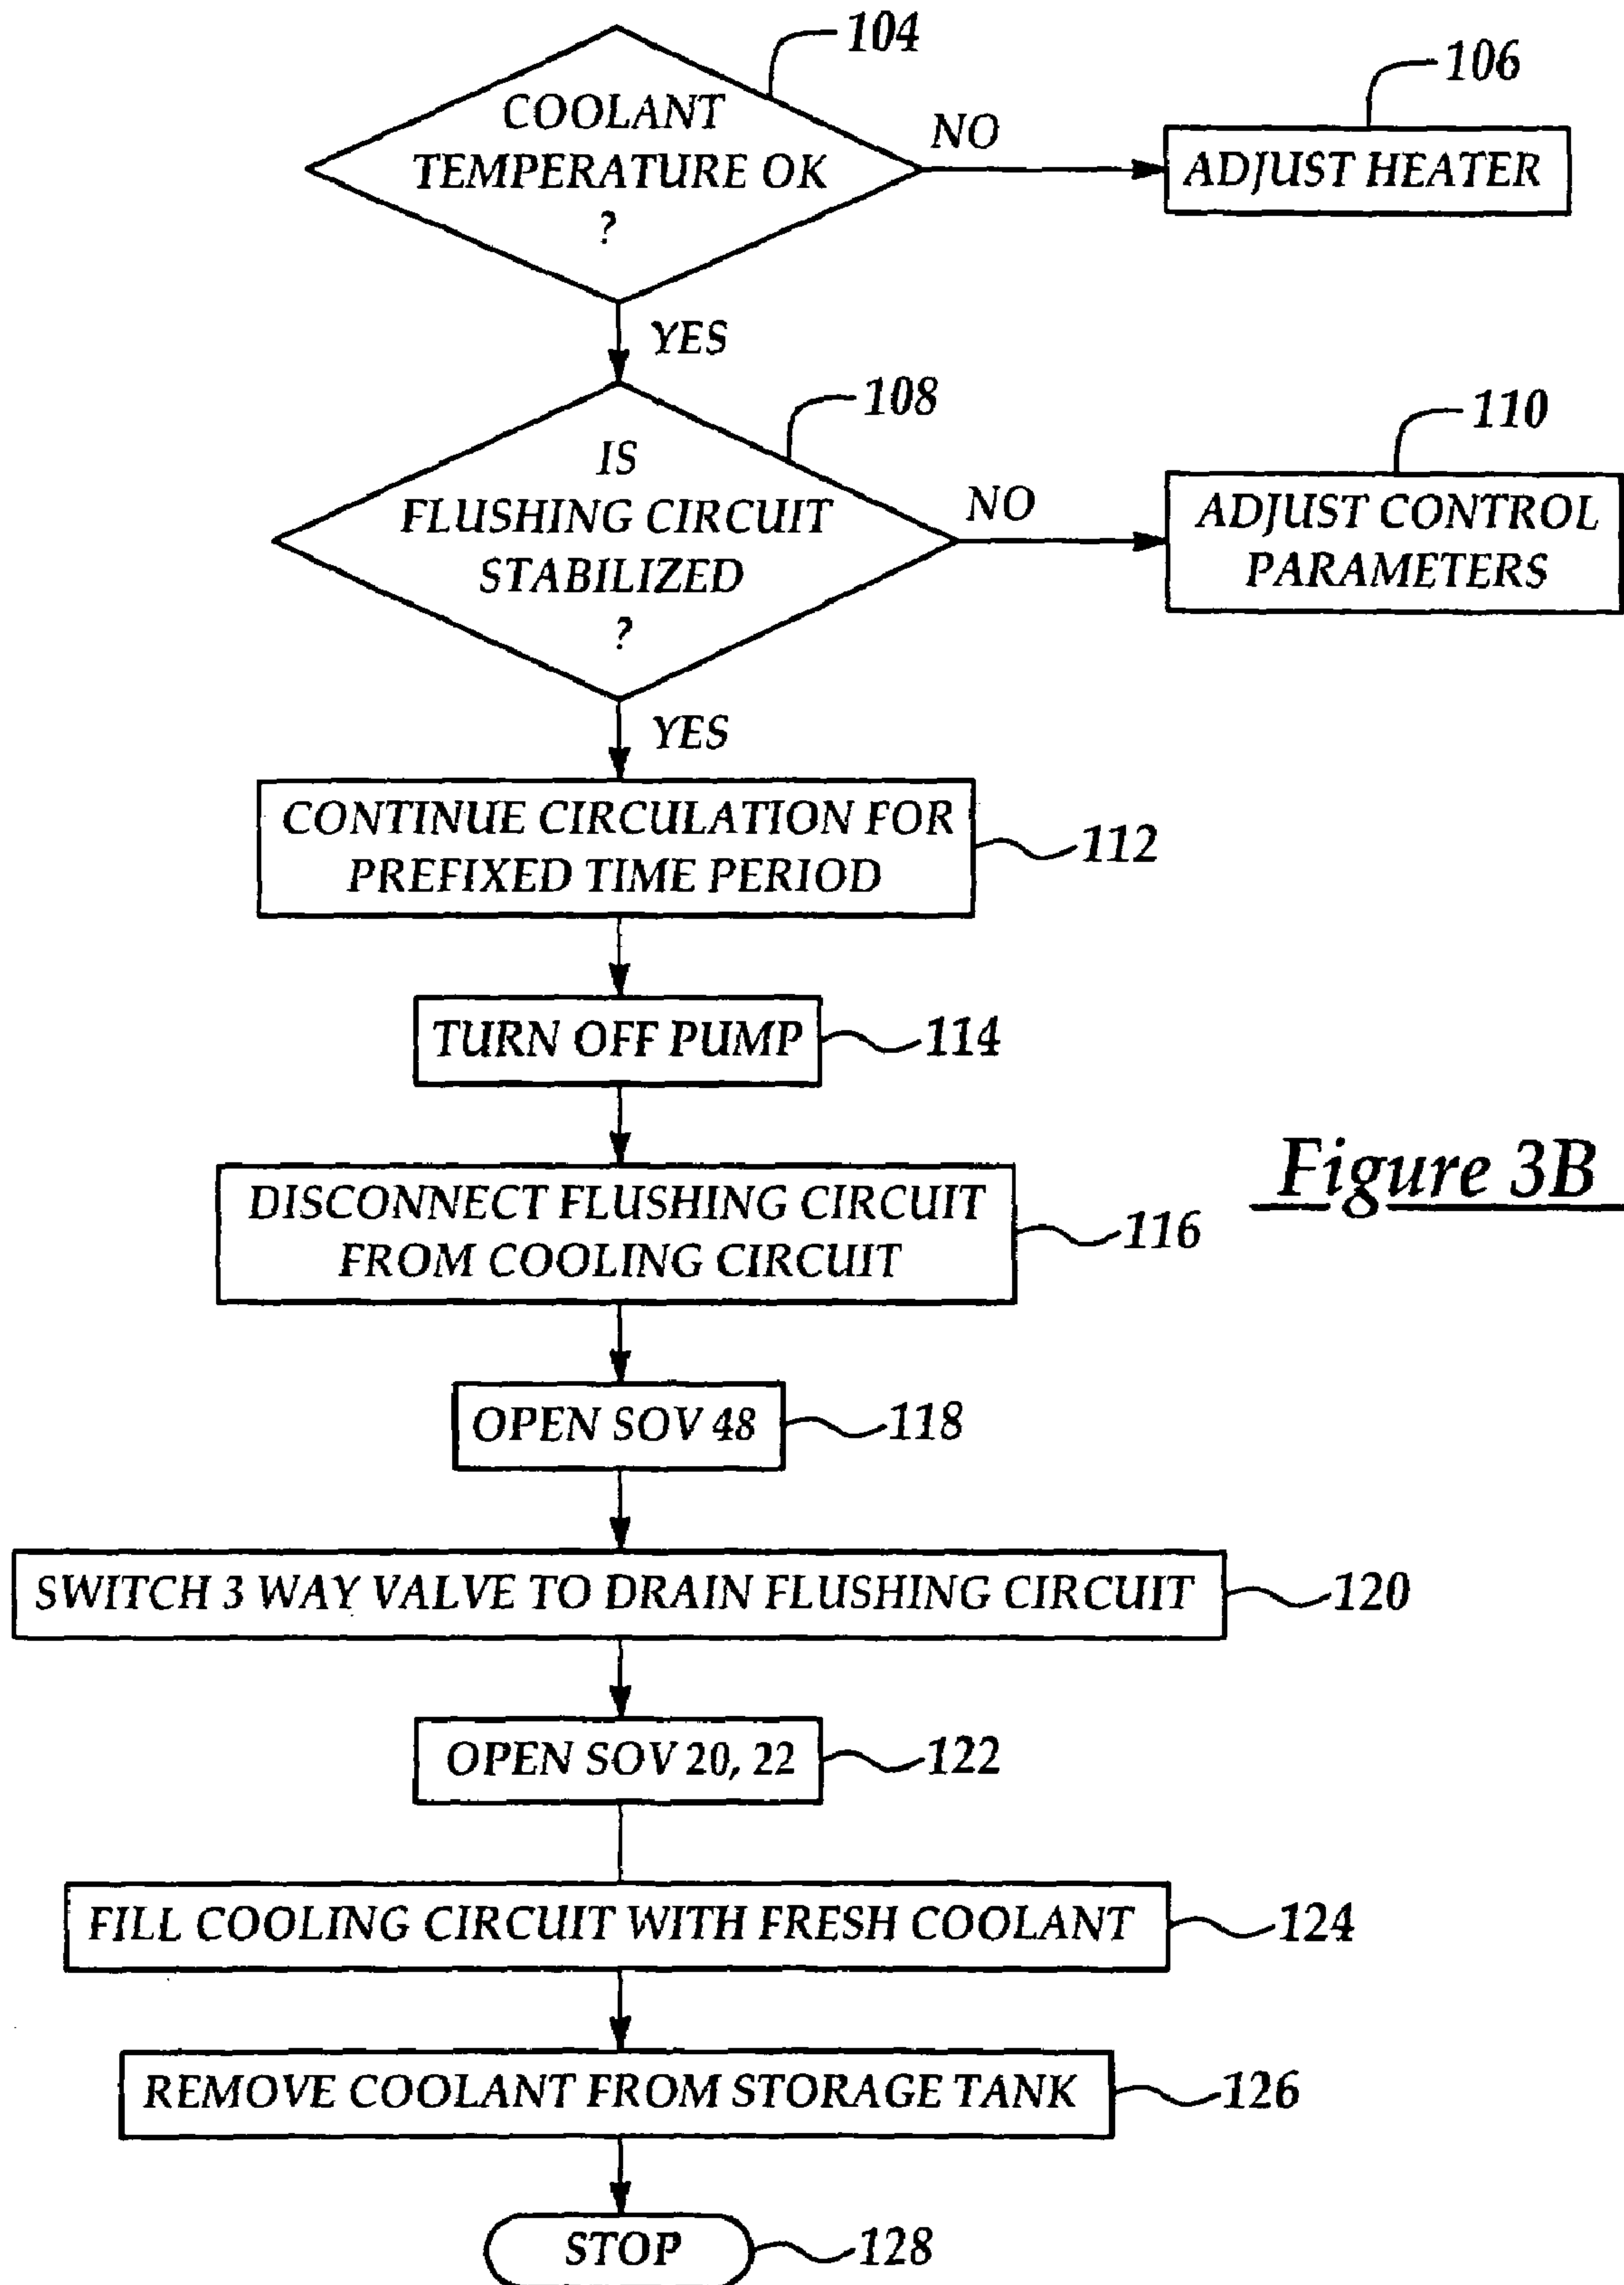 104
COOLANT
TEMPERATURE OK
?
NO
106
ADJUST HEATER
YES
108
IS
FLUSHING CIRCUIT
STABILIZED
?
NO
110
ADJUST CONTROL
PARAMETERS
YES
CONTINUE CIRCULATION FOR
PREFIXED TIME PERIOD
112
TURN OFF PUMP
114
DISCONNECT FLUSHING CIRCUIT
FROM COOLING CIRCUIT
116
Figure 3B
OPEN SOV 48
118
SWITCH 3 WAY VALVE TO DRAIN FLUSHING CIRCUIT
120
OPEN SOV 20, 22
122
FILL COOLING CIRCUIT WITH FRESH COOLANT
124
REMOVE COOLANT FROM STORAGE TANK
126
STOP
128